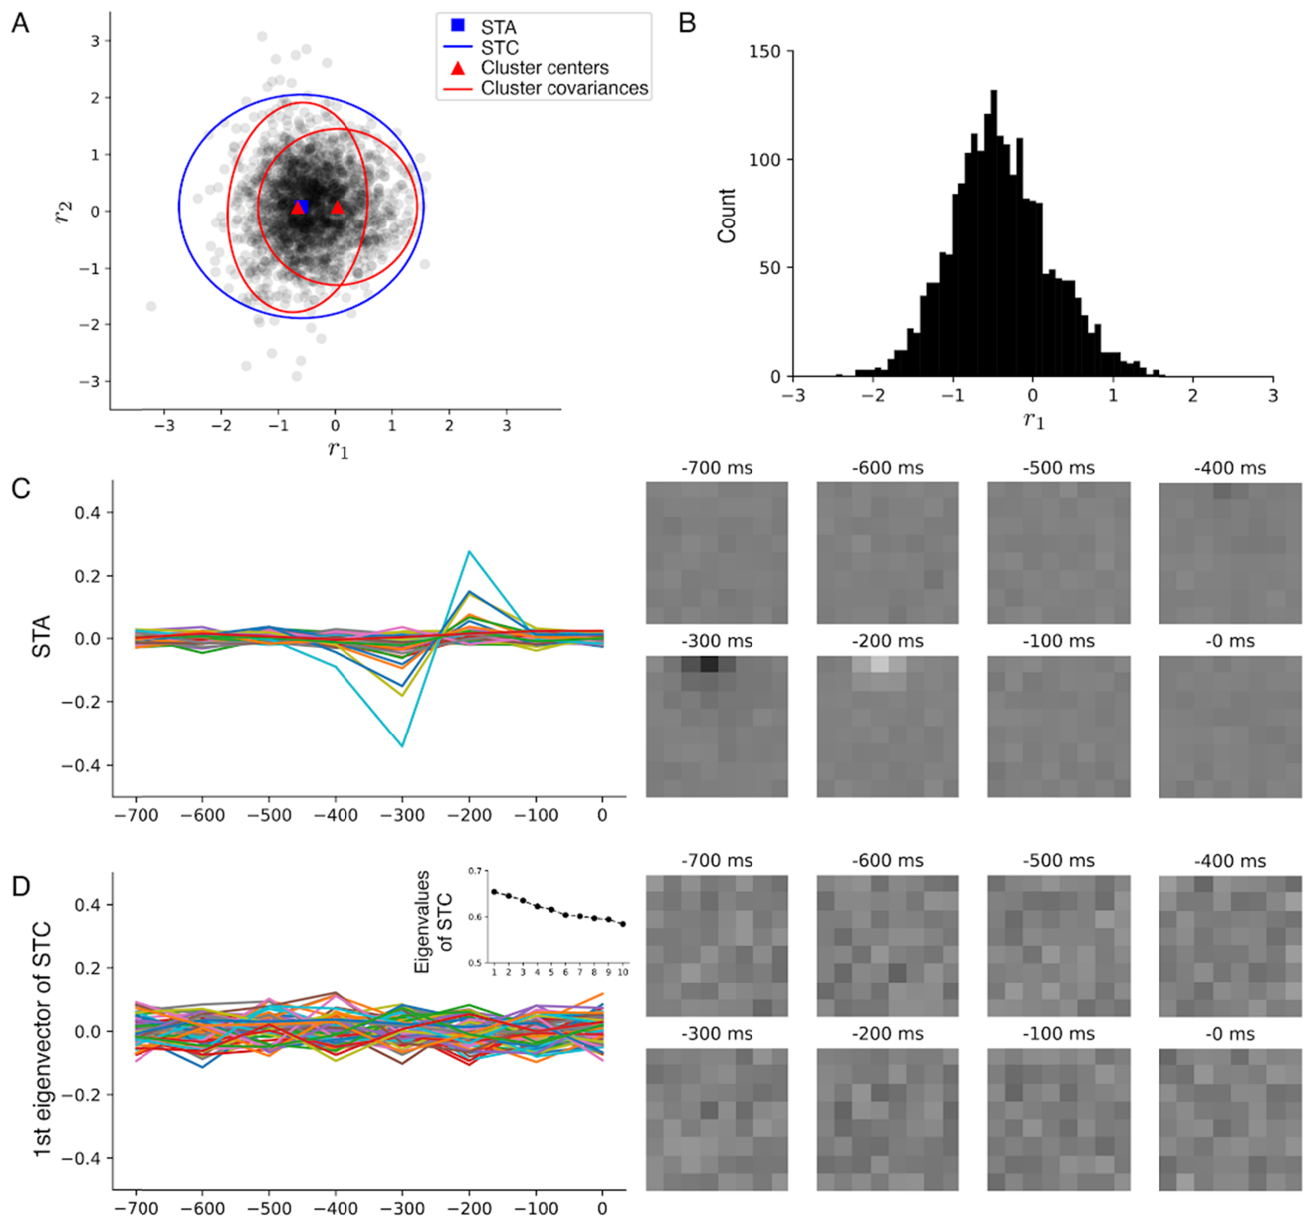 A
STA
STC
Cluster centers
Cluster covariances
3
2
1
0
−1
−2
−3
r2
−3 −2 −1 0 1 2 3
r1
B
150
100
50
0
Count
−3 −2 −1 0 1 2 3
r1
C
0.4
0.2
0.0
−0.2
−0.4
STA
−700 −600 −500 −400 −300 −200 −100 0
-700 ms -600 ms -500 ms -400 ms
-300 ms -200 ms -100 ms -0 ms
D
0.4
0.2
0.0
−0.2
−0.4
1st eigenvector of STC
Eigenvalues
of STC
0.7
0.6
0.5
1 2 3 4 5 6 7 8 9 10
−700 −600 −500 −400 −300 −200 −100 0
-700 ms -600 ms -500 ms -400 ms
-300 ms -200 ms -100 ms -0 ms